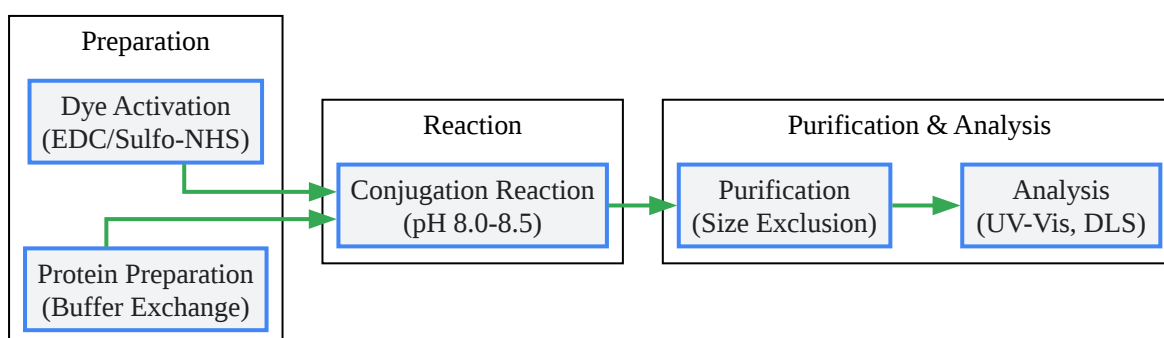 Preparation
Dye Activation
(EDC/Sulfo-NHS)
Protein Preparation
(Buffer Exchange)
Reaction
Conjugation Reaction
(pH 8.0-8.5)
Purification & Analysis
Purification
(Size Exclusion)
Analysis
(UV-Vis, DLS)